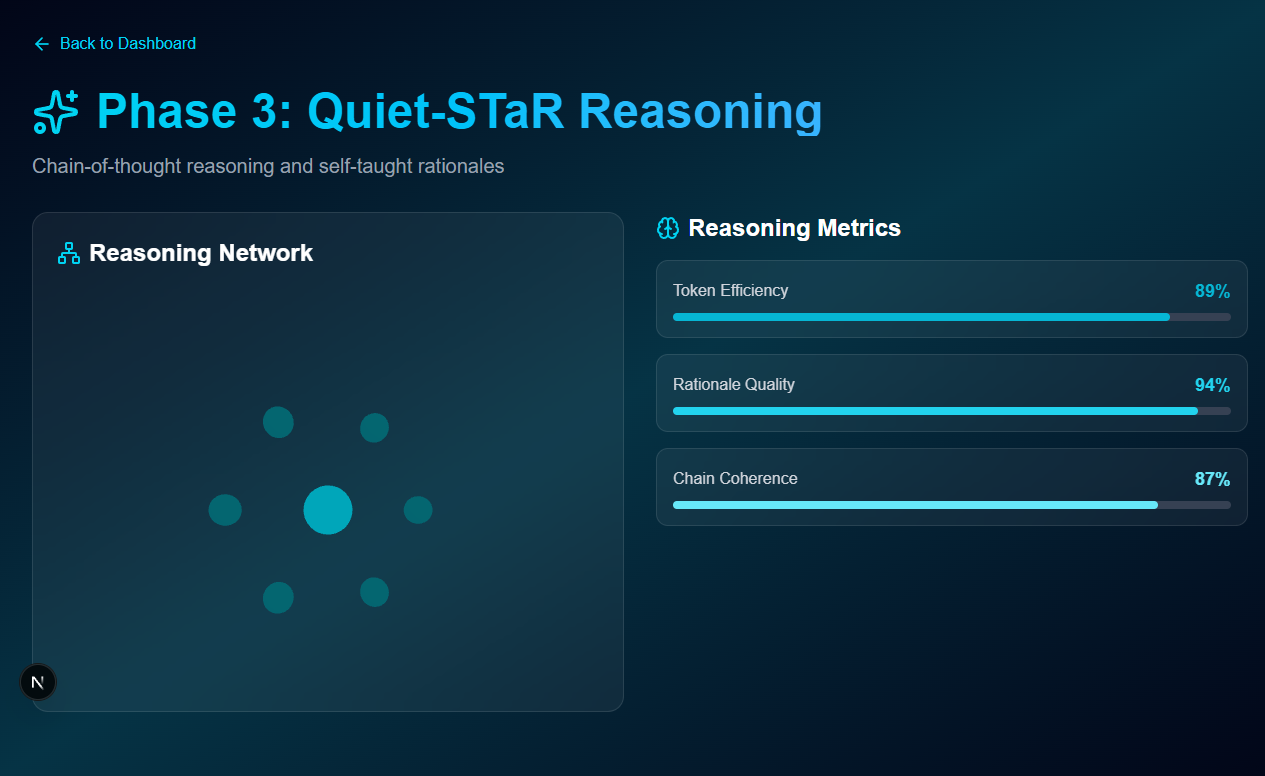 Back to Dashboard
Phase 3: Quiet-STaR Reasoning
Chain-of-thought reasoning and self-taught rationales
Reasoning Network
Reasoning Metrics
Token Efficiency 89%
Rationale Quality 94%
Chain Coherence 87%
N